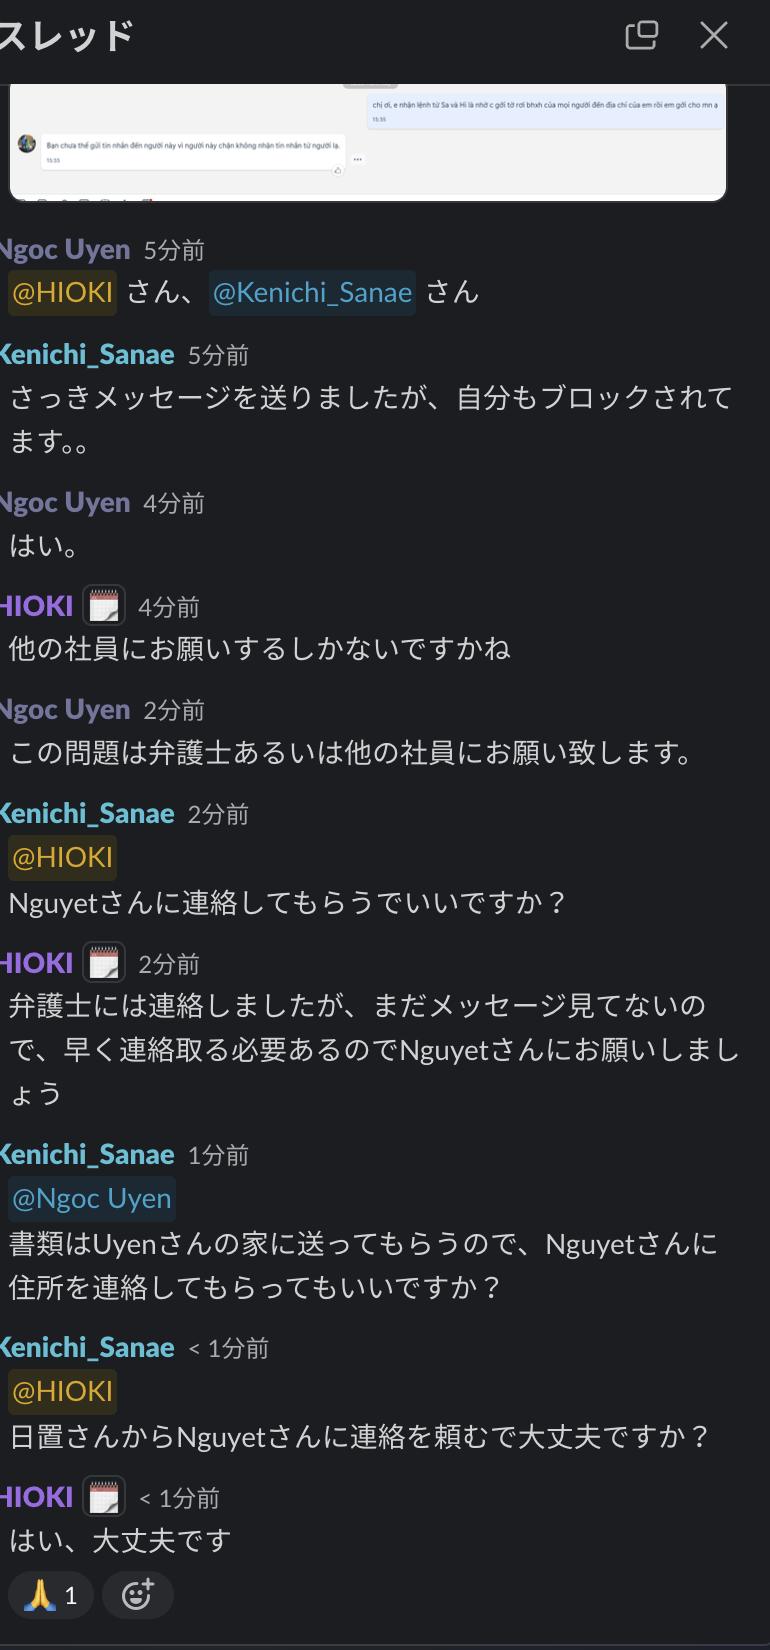 スレッド
chị ơi, e nhận lệnh từ Sa và Hi là nhờ c gởi tờ rơi bhxh của mọi người đến địa chỉ của em rồi em gởi cho mn ạ
15:35
Bạn chưa thể gửi tin nhắn đến người này vì người này chặn không nhận tin nhắn từ người lạ.
15:35
Ngoc Uyen 5分前
@HIOKI さん、@Kenichi_Sanae さん
Kenichi_Sanae 5分前
さっきメッセージを送りましたが、自分もブロックされて
ます。。
Ngoc Uyen 4分前
はい。
HIOKI 4分前
他の社員にお願いするしかないですかね
Ngoc Uyen 2分前
この問題は弁護士あるいは他の社員にお願い致します。
Kenichi_Sanae 2分前
@HIOKI
Nguyetさんに連絡してもらうでいいですか？
HIOKI 2分前
弁護士には連絡しましたが、まだメッセージ見てないの
で、早く連絡取る必要あるのでNguyetさんにお願いしまし
ょう
Kenichi_Sanae 1分前
@Ngoc Uyen
書類はUyenさんの家に送ってもらうので、Nguyetさんに
住所を連絡してもらってもいいですか？
Kenichi_Sanae < 1分前
@HIOKI
日置さんからNguyetさんに連絡を頼むで大丈夫ですか？
HIOKI < 1分前
はい、大丈夫です
1